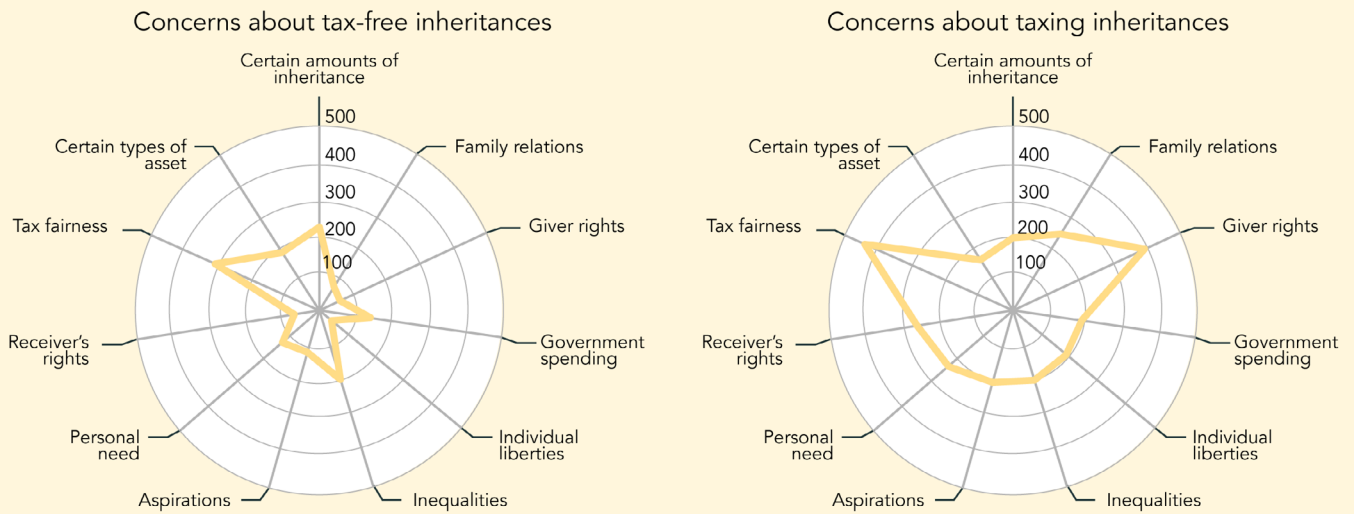 Concerns about tax-free inheritances
Certain amounts of
inheritance
500
400
300
200
100
Family relations
Giver rights
Government
spending
Individual
liberties
Inequalities
Aspirations
Personal
need
Receiver’s
rights
Tax fairness
Certain types of
asset
Concerns about taxing inheritances
Certain amounts of
inheritance
500
400
300
200
100
Family relations
Giver rights
Government
spending
Individual
liberties
Inequalities
Aspirations
Personal
need
Receiver’s
rights
Tax fairness
Certain types of
asset